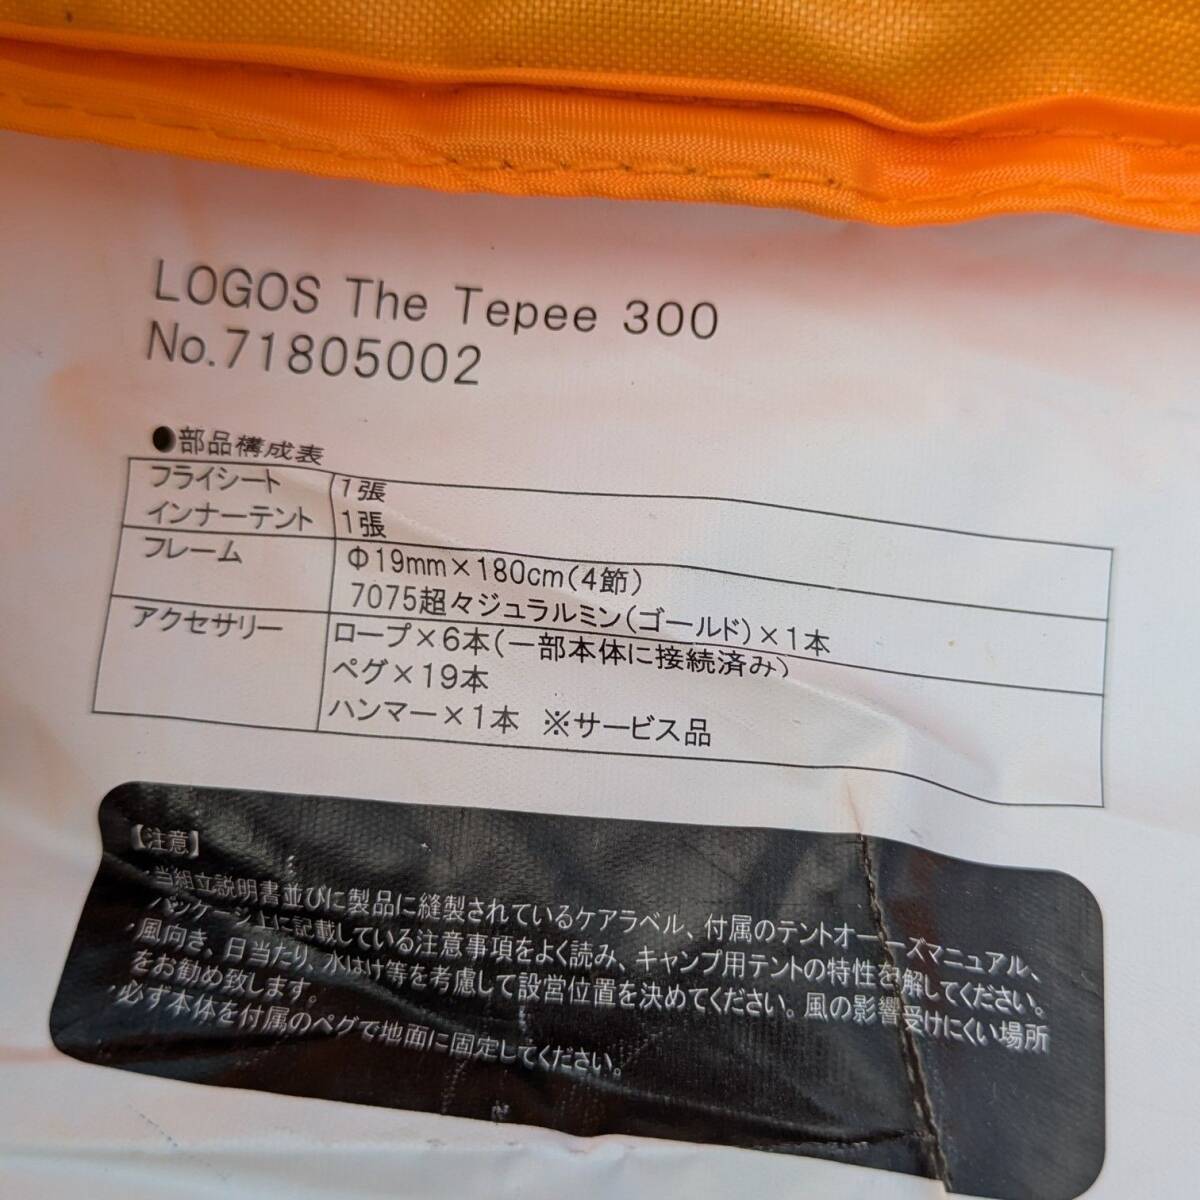 LOGOS The Tepee 300
No.71805002
●部品構成表
フライシート 1張
インナーテント 1張
フレーム Φ19mm×180cm(4節)
7075超々ジュラルミン(ゴールド)×1本
アクセサリー ロープ×6本(一部本体に接続済み)
ペグ×19本
ハンマー×1本 ※サービス品
【注意】
・当組立説明書並びに製品に縫製されているケアラベル、付属のテントオーーズマニュアル、
パッケージ上に記載している注意事項をよく読み、キャンプ用テントの特性を解してください。
・風向き、日当たり、水はけ等を考慮して設営位置を決めてください。風の影響受けにくい場所
をお勧め致します。
・必ず本体を付属のペグで地面に固定してください。